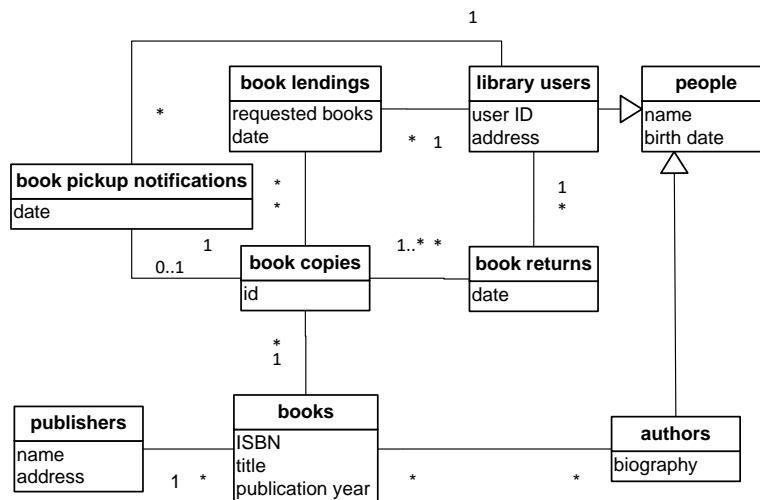 1
book lendings
requested books
date
library users
user ID
address
people
name
birth date
*
* 1
book pickup notifications
date
*
*
1
*
1
0..1
book copies
id
1..* *
book returns
date
*
1
publishers
name
address
books
ISBN
title
publication year
authors
biography
1 *
*
*